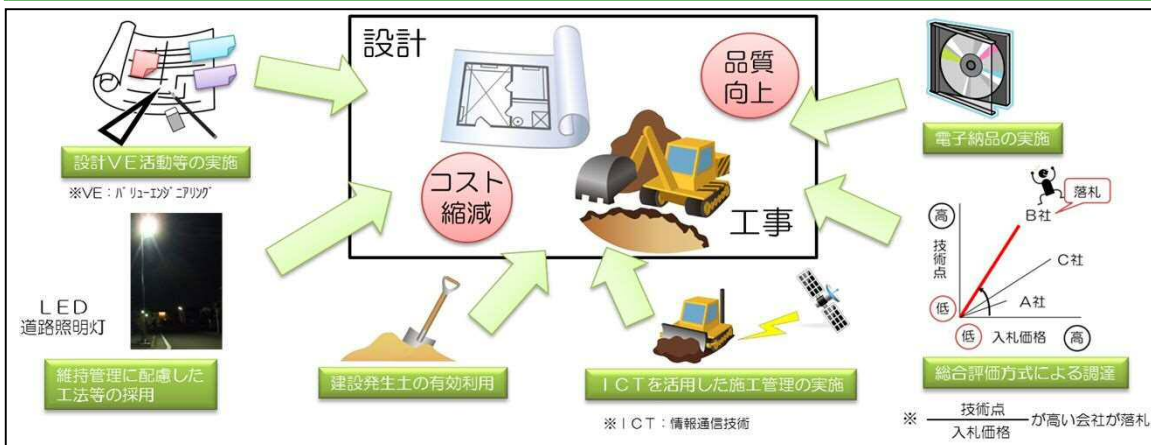 設計
品質
向上
コスト
縮減
工事
設計VE活動等の実施
※VE：ﾊﾞﾘｭｰｴﾝｼﾞﾆｱﾘﾝｸﾞ
LED
道路照明灯
維持管理に配慮した
工法等の採用
建設発生土の有効利用
ICTを活用した施工管理の実施
※ICT：情報通信技術
電子納品の実施
落札
B社
高
技術点
C社
A社
低
低
入札価格
高
総合評価方式による調達
※
技術点
入札価格
が高い会社が落札